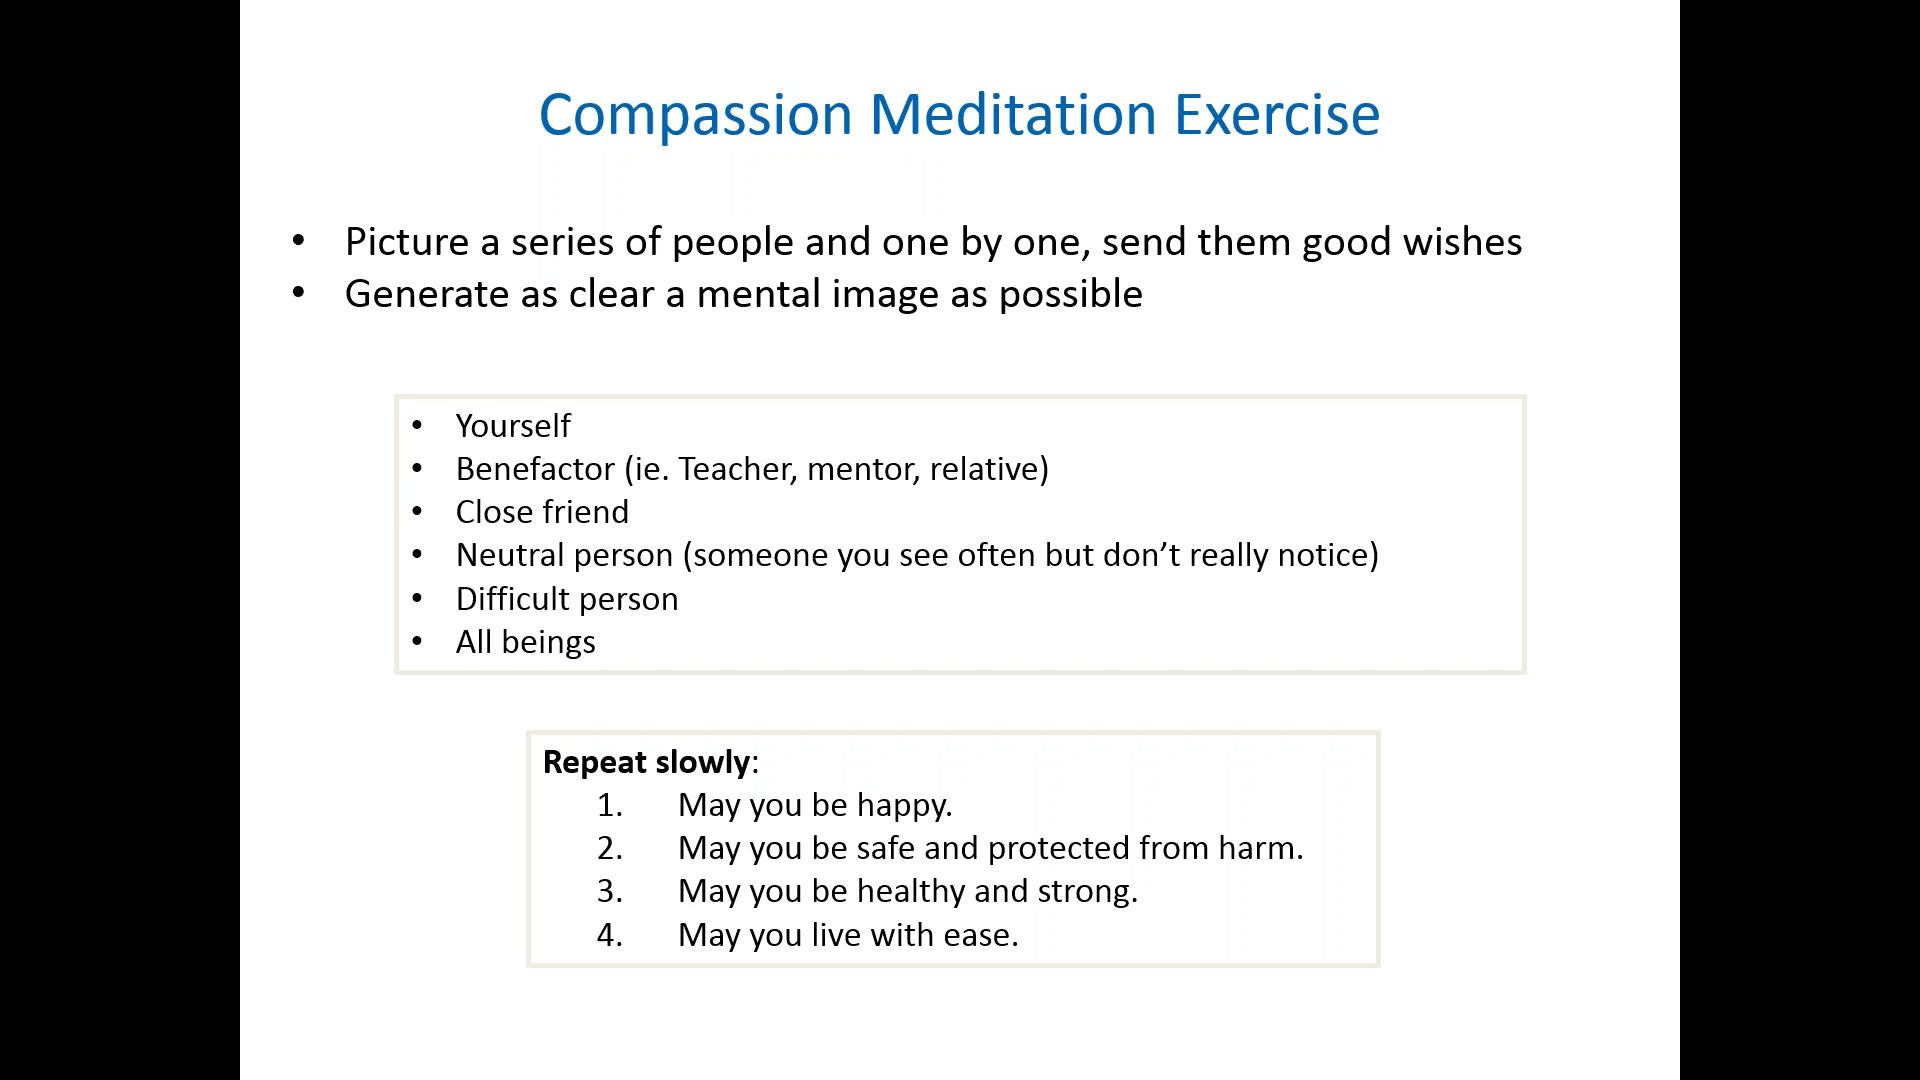 Compassion Meditation Exercise
• Picture a series of people and one by one, send them good wishes
• Generate as clear a mental image as possible
• Yourself
• Benefactor (ie. Teacher, mentor, relative)
• Close friend
• Neutral person (someone you see often but don’t really notice)
• Difficult person
• All beings
Repeat slowly:
1. May you be happy.
2. May you be safe and protected from harm.
3. May you be healthy and strong.
4. May you live with ease.